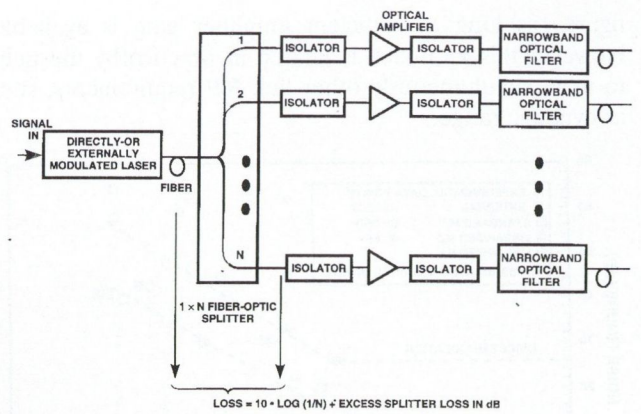 OPTICAL
AMPLIFIER
1
ISOLATOR
ISOLATOR
NARROWBAND
OPTICAL
FILTER
2
ISOLATOR
ISOLATOR
NARROWBAND
OPTICAL
FILTER
SIGNAL
IN
DIRECTLY-OR
EXTERNALLY
MODULATED LASER
FIBER
N
ISOLATOR
ISOLATOR
NARROWBAND
OPTICAL
FILTER
1 × N FIBER-OPTIC
SPLITTER
LOSS = 10 • LOG (1/N) + EXCESS SPLITTER LOSS IN dB